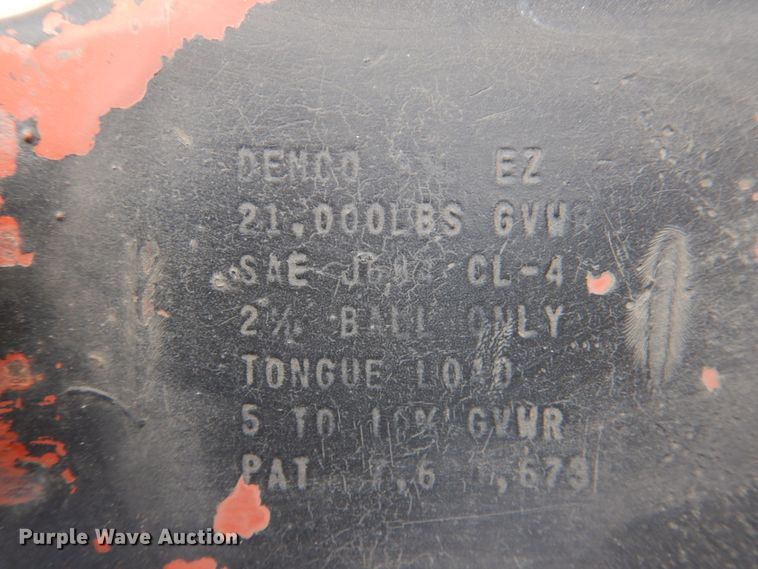 DEMCO EZ
21,000LBS GVWR
SAE CL-4
2 ⁵⁄₁₆ BALL ONLY
TONGUE LOAD
5 TO GVWR
PAT
Purple Wave Auction